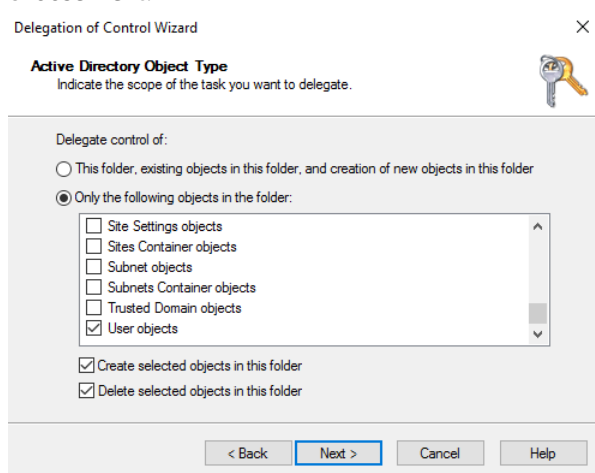 Delegation of Control Wizard
Active Directory Object Type
Indicate the scope of the task you want to delegate.
Delegate control of:
This folder, existing objects in this folder, and creation of new objects in this folder
Only the following objects in the folder:
Site Settings objects
Sites Container objects
Subnet objects
Subnets Container objects
Trusted Domain objects
User objects
Create selected objects in this folder
Delete selected objects in this folder
< Back Next > Cancel Help